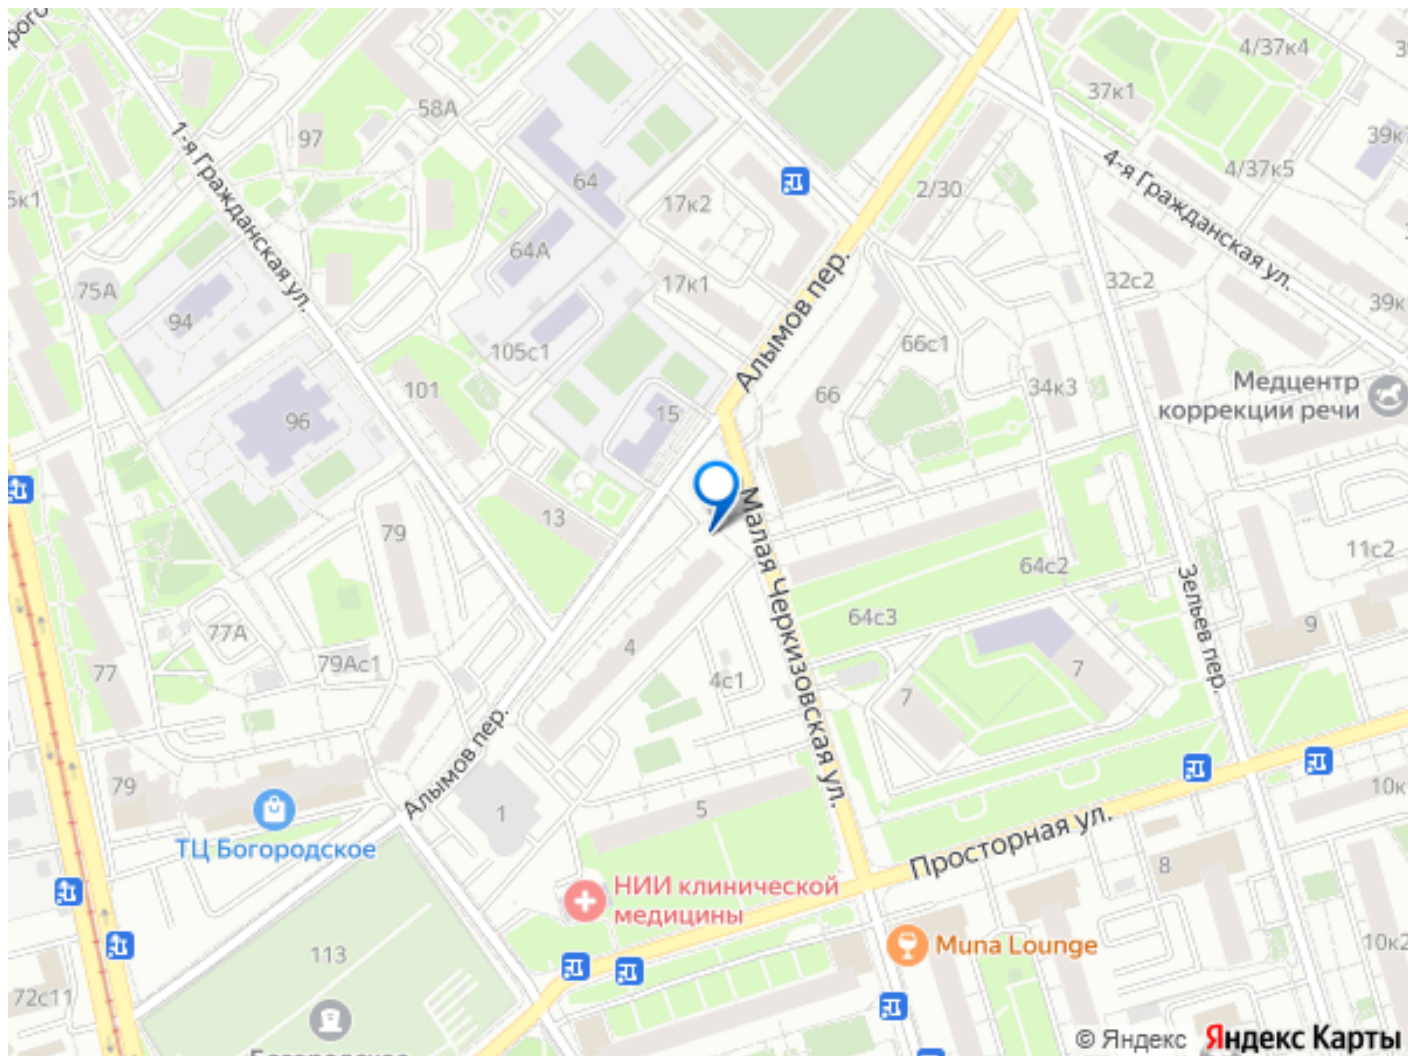 4/37к4
37к1
58А
97
39к
1-я Гражданская ул.
64
4-я Гражданская ул.
4/37к5
2/30
17к2
5к1
64А
32с2
75А
17к1
39к
94
Алымов пер.
66с1
105с1
101
66
34к3
Медцентр
коррекции речи
15
96
13
79
Малая Черкизовская ул.
11с2
64с2
Зельев пер.
64с3
9
77А
4
79Ас1
7
77
4с1
7
Алымов пер.
79
1
5
10к
ТЦ Богородское
Просторная ул.
8
НИИ клинической
медицины
113
Muna Lounge
10к2
72с11
© Яндекс Яндекс Карты
Богородское